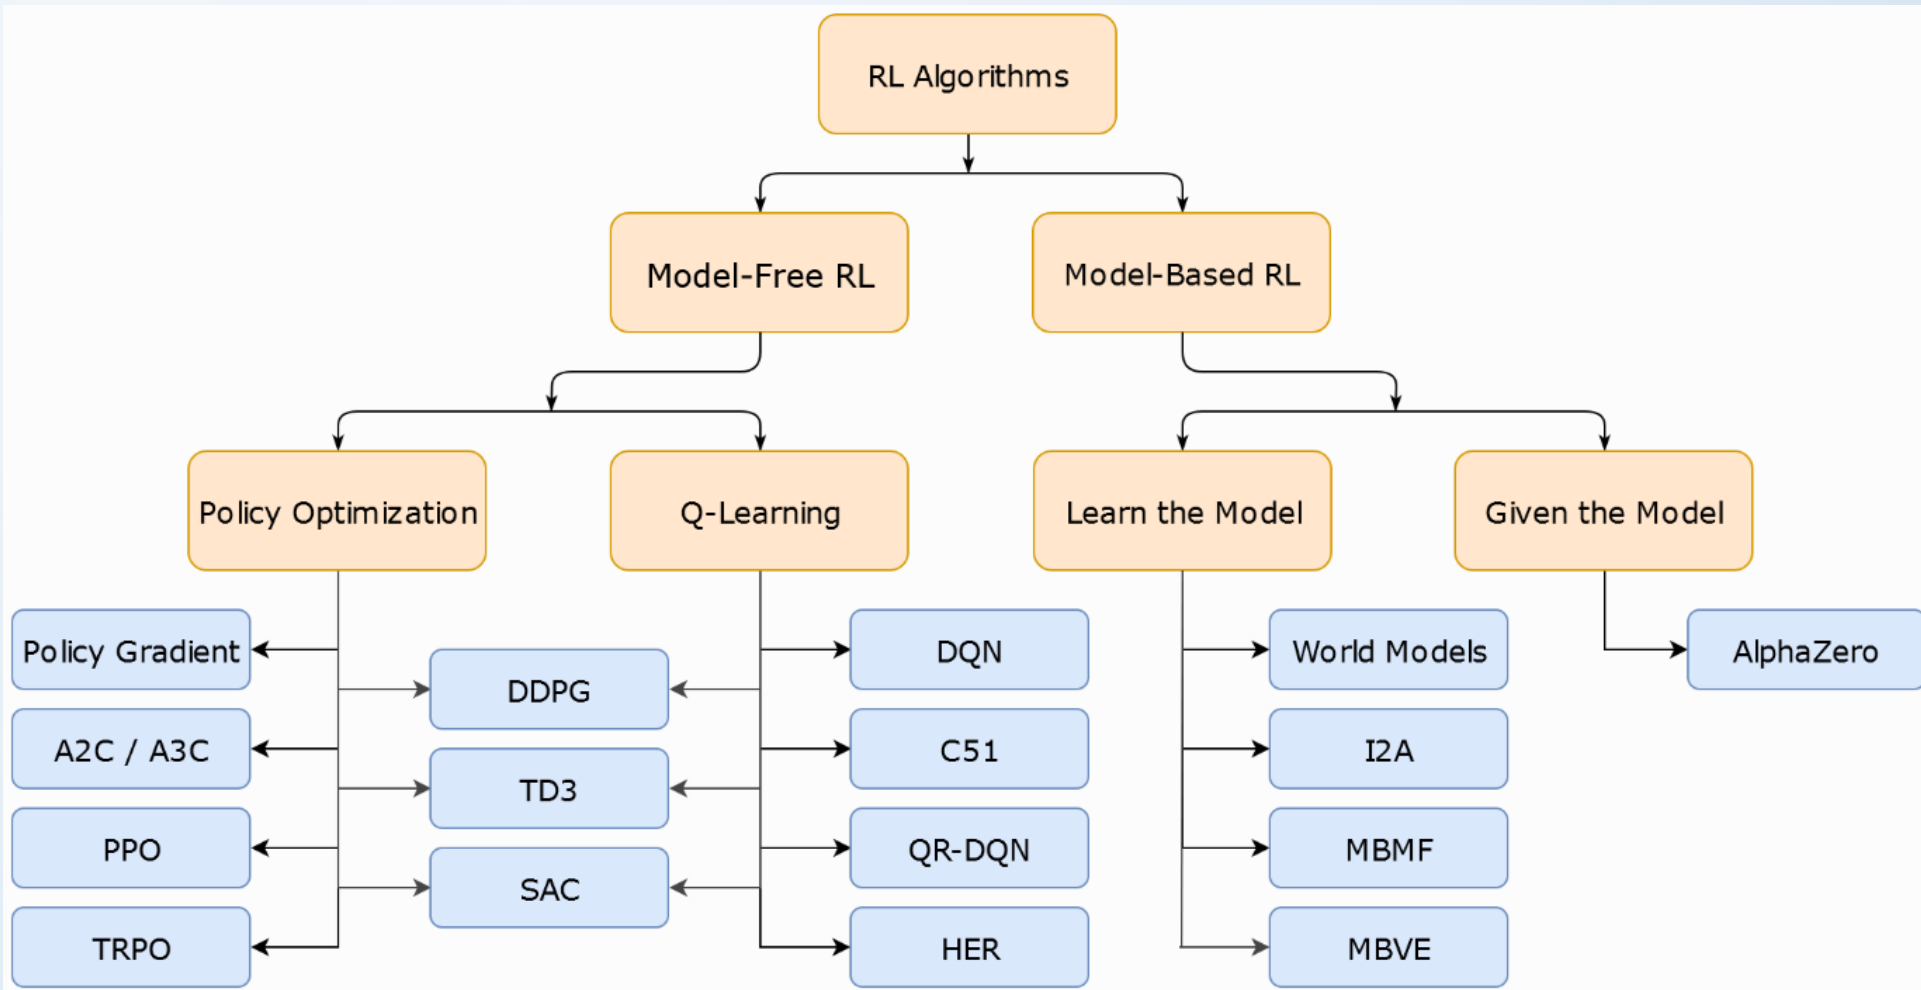 RL Algorithms
Model-Free RL
Model-Based RL
Policy Optimization
Q-Learning
Learn the Model
Given the Model
Policy Gradient
DQN
World Models
AlphaZero
DDPG
A2C / A3C
C51
I2A
TD3
PPO
QR-DQN
MBMF
SAC
TRPO
HER
MBVE